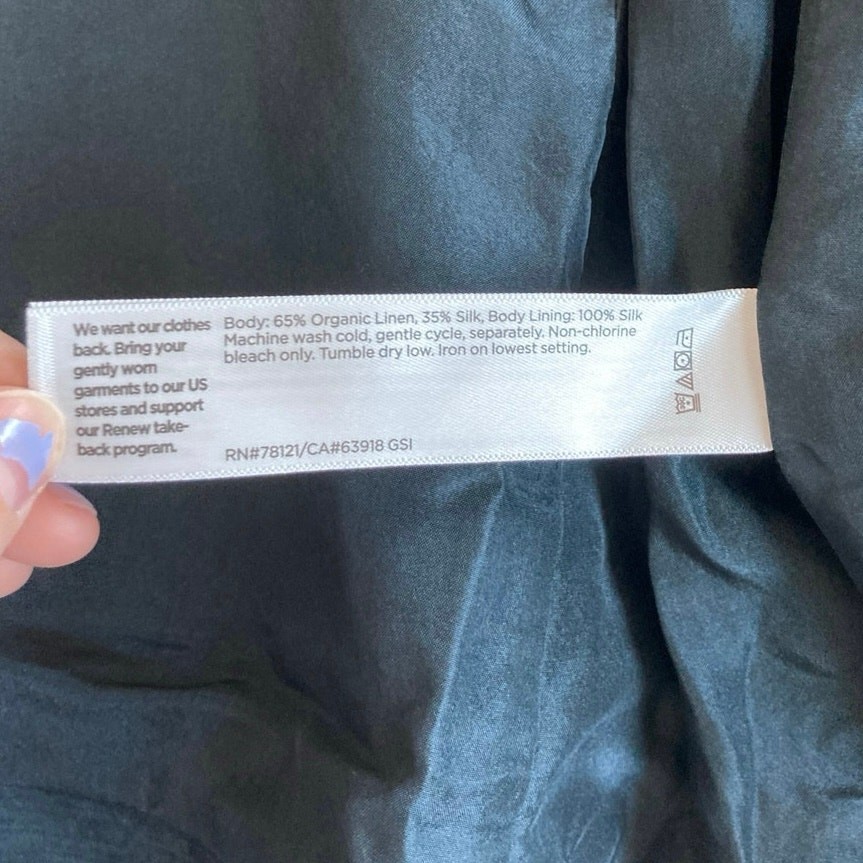 We want our clothes
back. Bring your
gently worn
garments to our US
stores and support
our Renew take-
back program.
Body: 65% Organic Linen, 35% Silk, Body Lining: 100% Silk
Machine wash cold, gentle cycle, separately. Non-chlorine
bleach only. Tumble dry low. Iron on lowest setting.
RN#78121/CA#63918 GSI